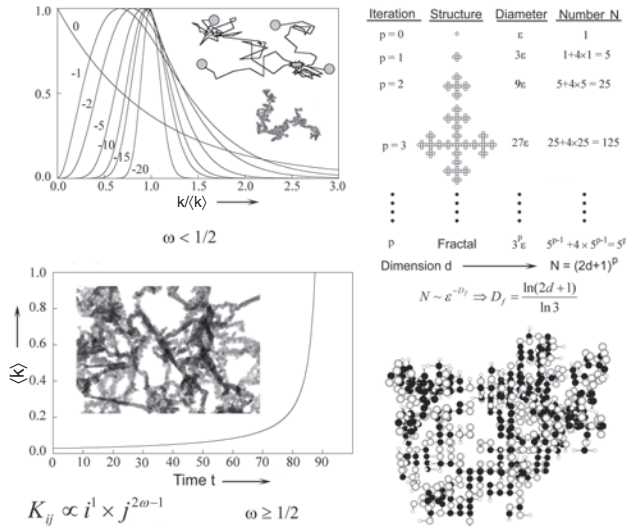 1.0
0.5
0.0
0
-1
-2
-5
-10
-15
-20
0.0 0.5 1.0 1.5 2.0 2.5 3.0
k/⟨k⟩
ω < 1/2
1.0
0.8
0.6
0.4
0.2
0.0
⟨k⟩
0 10 20 30 40 50 60 70 80 90
Time t
K_{ij} ∝ i^1 × j^{2ω-1} ω ≥ 1/2
Iteration Structure Diameter Number N
p = 0 ε 1
p = 1 3ε 1+4×1 = 5
p = 2 9ε 5+4×5 = 25
p = 3 27ε 25+4×25 = 125
p Fractal 3^p ε 5^{p-1} + 4 × 5^{p-1} = 5^p
Dimension d N = (2d+1)^p
N ~ ε^{-D_f} ⇒ D_f = ln(2d+1)/ln 3